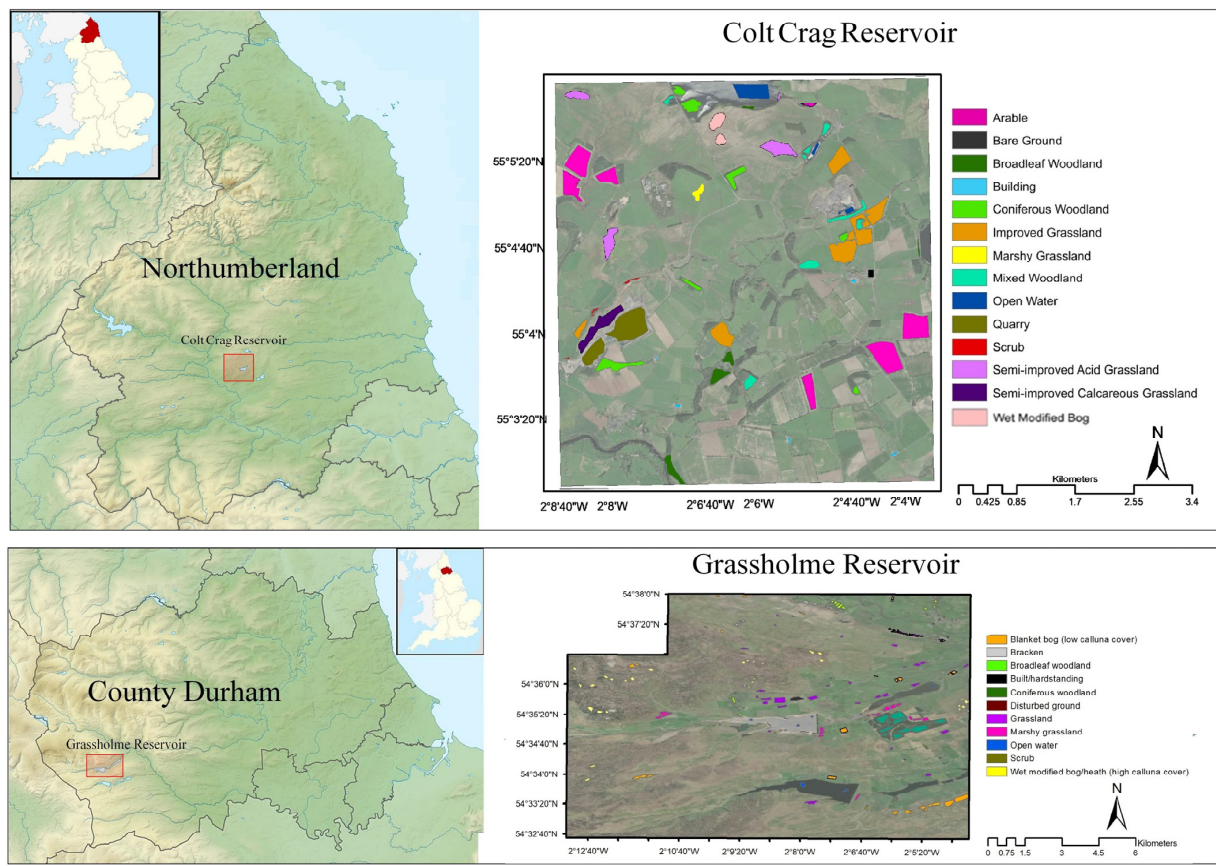 Colt Crag Reservoir
Northumberland
Colt Crag Reservoir
55°5'20"N
55°4'40"N
55°4'N
55°3'20"N
2°8'40"W 2°8'W 2°6'40"W 2°6'W 2°4'40"W 2°4'W
Arable
Bare Ground
Broadleaf Woodland
Building
Coniferous Woodland
Improved Grassland
Marshy Grassland
Mixed Woodland
Open Water
Quarry
Scrub
Semi-improved Acid Grassland
Semi-improved Calcareous Grassland
Wet Modified Bog
N
Kilometers
0 0.425 0.85 1.7 2.55 3.4
Grassholme Reservoir
County Durham
Grassholme Reservoir
54°38'0"N
54°37'20"N
54°36'0"N
54°35'20"N
54°34'40"N
54°34'0"N
54°33'20"N
54°32'40"N
2°12'40"W 2°10'40"W 2°9'20"W 2°8'0"W 2°6'40"W 2°5'20"W
Blanket bog (low calluna cover)
Bracken
Broadleaf woodland
Built/hardstanding
Coniferous woodland
Disturbed ground
Grassland
Marshy grassland
Open water
Scrub
Wet modified bog/heath (high calluna cover)
N
Kilometers
0 0.75 1.5 3 4.5 6